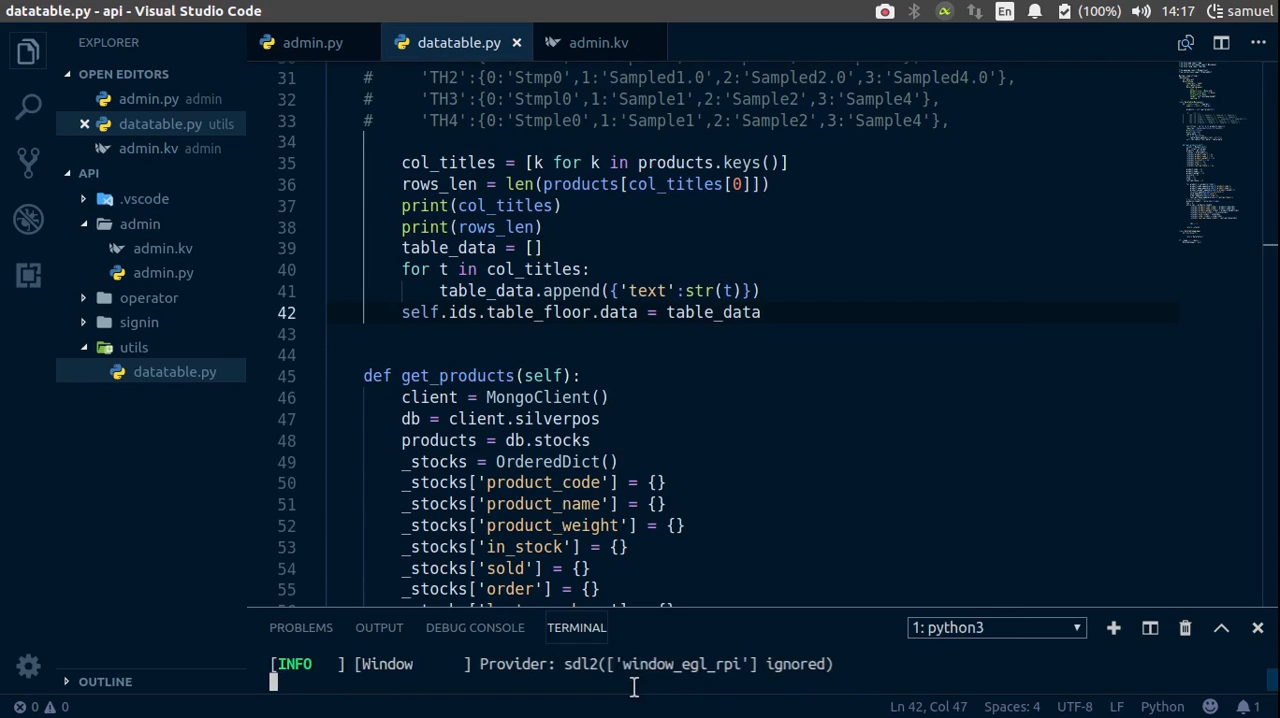 datatable.py - api - Visual Studio Code
En
(100%)
14:17
samuel
EXPLORER
admin.py
datatable.py
admin.kv
OPEN EDITORS
admin.py admin
datatable.py utils
admin.kv admin
API
.vscode
admin
admin.kv
admin.py
operator
signin
utils
datatable.py
OUTLINE
31 # 'TH2':{0:'Stmp0',1:'Sampled1.0',2:'Sampled2.0',3:'Sampled4.0'},
32 # 'TH3':{0:'Stmpl0',1:'Sample1',2:'Sample2',3:'Sample4'},
33 # 'TH4':{0:'Stmple0',1:'Sample1',2:'Sample2',3:'Sample4'},
34
35 col_titles = [k for k in products.keys()]
36 rows_len = len(products[col_titles[0]])
37 print(col_titles)
38 print(rows_len)
39 table_data = []
40 for t in col_titles:
41 table_data.append({'text':str(t)})
42 self.ids.table_floor.data = table_data
43
44
45 def get_products(self):
46 client = MongoClient()
47 db = client.silverpos
48 products = db.stocks
49 _stocks = OrderedDict()
50 _stocks['product_code'] = {}
51 _stocks['product_name'] = {}
52 _stocks['product_weight'] = {}
53 _stocks['in_stock'] = {}
54 _stocks['sold'] = {}
55 _stocks['order'] = {}
PROBLEMS OUTPUT DEBUG CONSOLE TERMINAL
1: python3
[INFO ] [Window ] Provider: sdl2(['window_egl_rpi'] ignored)
0 0
Ln 42, Col 47 Spaces: 4 UTF-8 LF Python 1